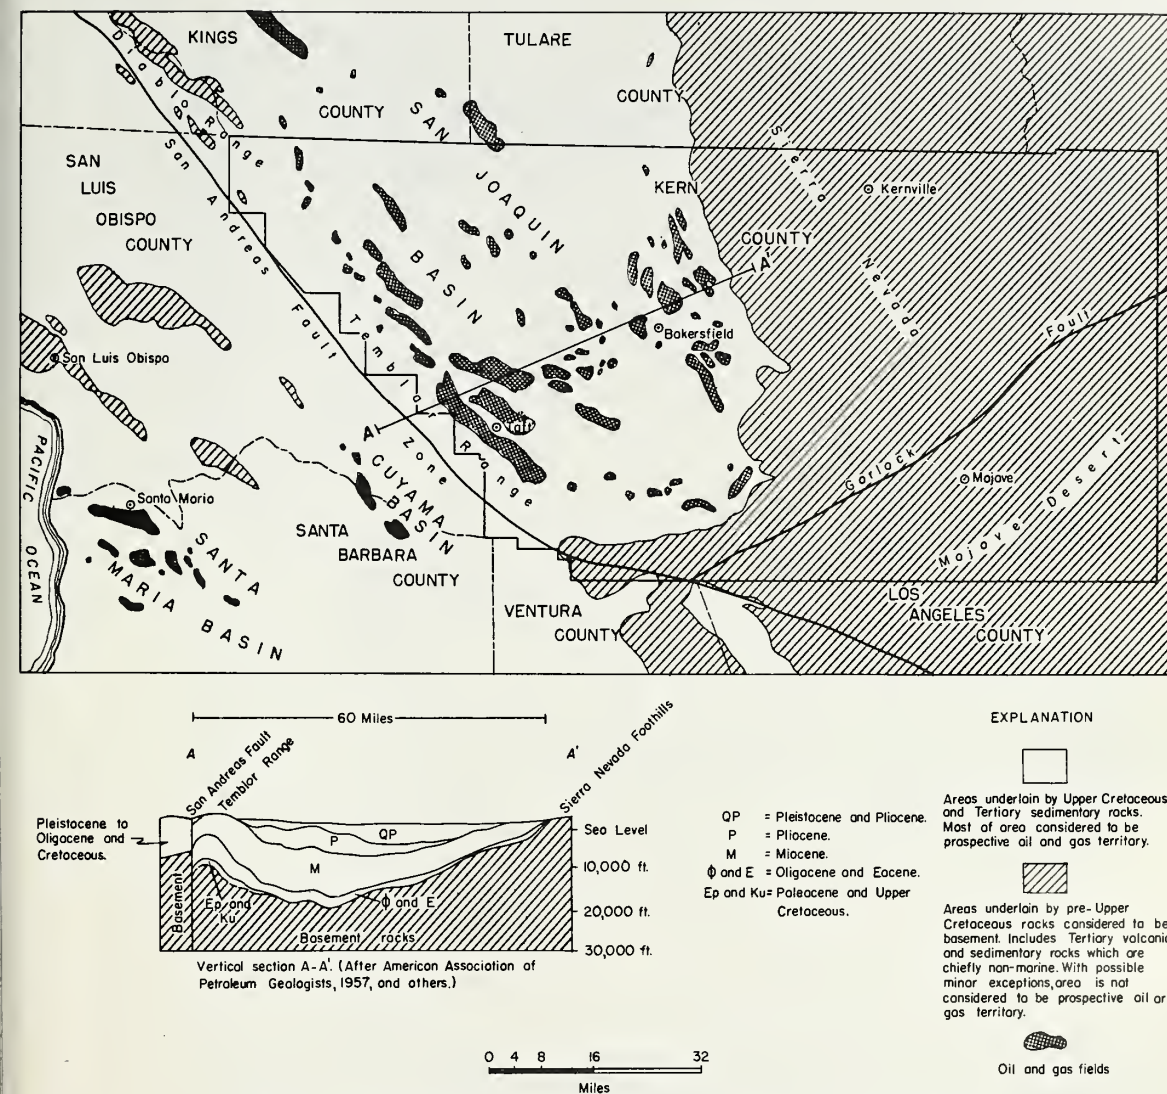 KINGS
TULARE
Diablo Range
COUNTY
SAN
COUNTY
SAN
LUIS
OBISPO
COUNTY
San Andreas Fault Zone
JOAQUIN
BASIN
KERN
COUNTY
Sierra
Nevada
Kernville
A'
Bakersfield
Fault
San Luis Obispo
Temblor Range
Taft
A
PACIFIC
OCEAN
CUYAMA
BASIN
Garlock
Mojave
Mojave Desert
Santa Maria
SANTA
MARIA BASIN
SANTA
BARBARA
COUNTY
VENTURA
COUNTY
LOS
ANGELES
COUNTY
60 Miles
A
San Andreas Fault
Temblor Range
A'
Sierra Nevada Foothills
Pleistocene to
Oligocene and
Cretaceous.
QP
P
M
Ep and
Ku
Φ and E
Basement
Basement rocks
Sea Level
10,000 ft.
20,000 ft.
30,000 ft.
Vertical section A-A'. (After American Association of
Petroleum Geologists, 1957, and others.)
QP = Pleistocene and Pliocene.
P = Pliocene.
M = Miocene.
Φ and E = Oligocene and Eocene.
Ep and Ku = Paleocene and Upper
Cretaceous.
EXPLANATION
Areas underlain by Upper Cretaceous
and Tertiary sedimentary rocks.
Most of area considered to be
prospective oil and gas territory.
Areas underlain by pre-Upper
Cretaceous rocks considered to be
basement. Includes Tertiary volcanic
and sedimentary rocks which are
chiefly non-marine. With possible
minor exceptions, area is not
considered to be prospective oil or
gas territory.
Oil and gas fields
0 4 8 16 32
Miles